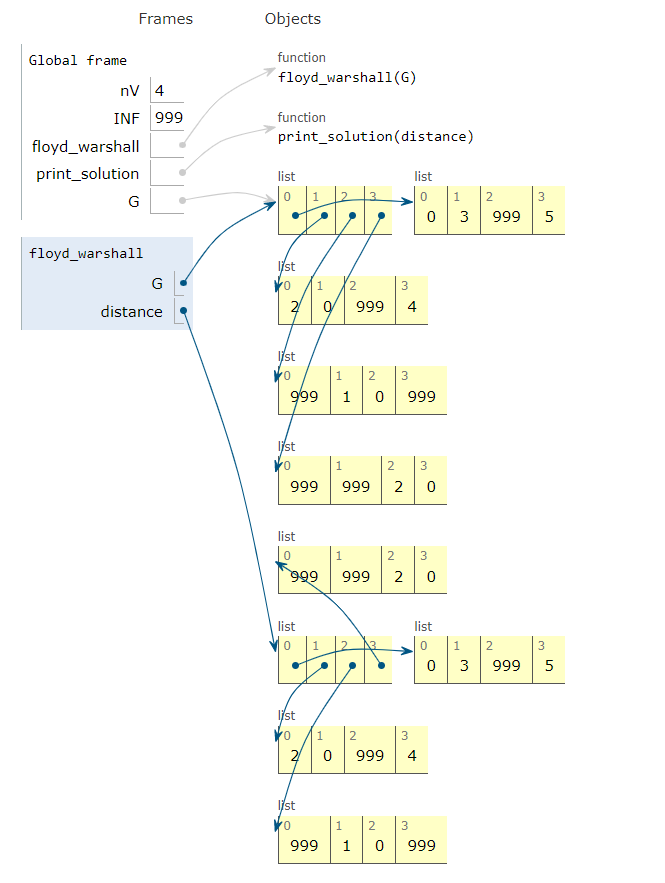 Frames Objects
Global frame
nV 4
INF 999
floyd_warshall
print_solution
G
function
floyd_warshall(G)
function
print_solution(distance)
list
0 1 2 3
list
0 1 2 3
0 3 999 5
floyd_warshall
G
distance
list
0 1 2 3
2 0 999 4
list
0 1 2 3
999 1 0 999
list
0 1 2 3
999 999 2 0
list
0 1 2 3
999 999 2 0
list
0 1 2 3
list
0 1 2 3
0 3 999 5
list
0 1 2 3
2 0 999 4
list
0 1 2 3
999 1 0 999